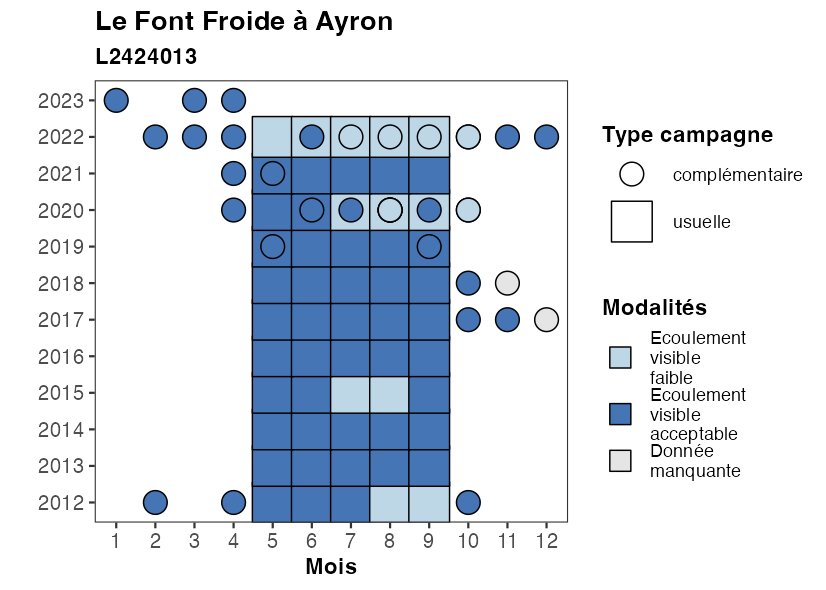 Le Font Froide à Ayron
L2424013
2023
2022
2021
2020
2019
2018
2017
2016
2015
2014
2013
2012
1 2 3 4 5 6 7 8 9 10 11 12
Mois
Type campagne
complémentaire
usuelle
Modalités
Ecoulement
visible
faible
Ecoulement
visible
acceptable
Donnée
manquante